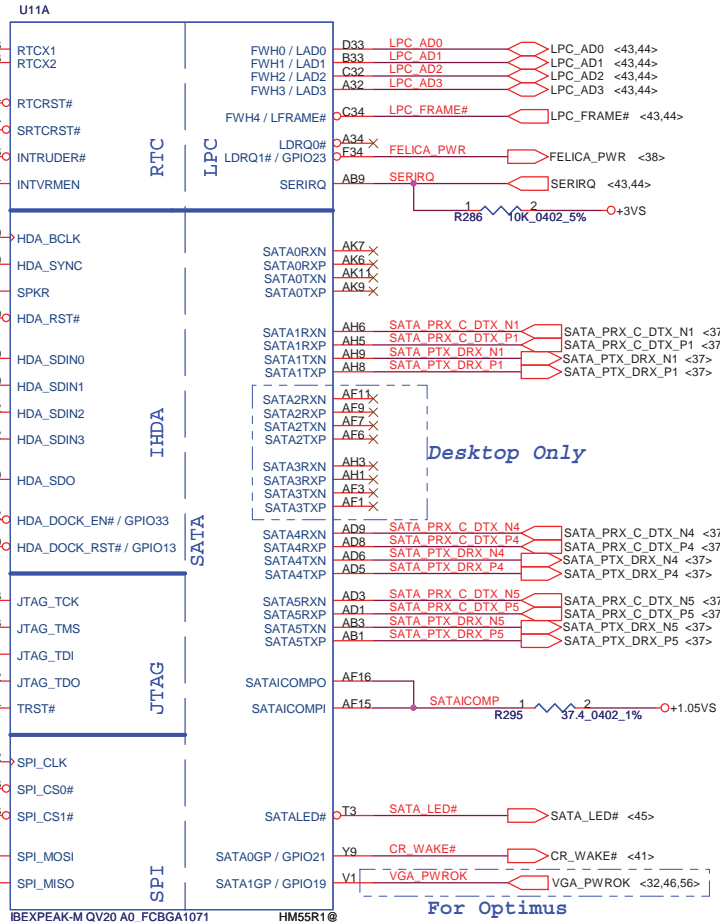 U11A
RTCX1
RTCX2
RTCRST#
SRTCRST#
INTRUDER#
INTVRMEN
RTC
LPC
FWH0 / LAD0 D33 LPC_AD0 LPC_AD0 <43,44>
FWH1 / LAD1 B33 LPC_AD1 LPC_AD1 <43,44>
FWH2 / LAD2 C32 LPC_AD2 LPC_AD2 <43,44>
FWH3 / LAD3 A32 LPC_AD3 LPC_AD3 <43,44>
FWH4 / LFRAME# C34 LPC_FRAME# LPC_FRAME# <43,44>
LDRQ0# A34
LDRQ1# / GPIO23 F34 FELICA_PWR FELICA_PWR <38>
SERIRQ AB9 SERIRQ SERIRQ <43,44>
1 2 +3VS
R286 10K_0402_5%
HDA_BCLK
HDA_SYNC
SPKR
HDA_RST#
HDA_SDIN0
HDA_SDIN1
HDA_SDIN2
HDA_SDIN3
HDA_SDO
HDA_DOCK_EN# / GPIO33
HDA_DOCK_RST# / GPIO13
IHDA
SATA
SATA0RXN AK7
SATA0RXP AK6
SATA0TXN AK11
SATA0TXP AK9
SATA1RXN AH6 SATA_PRX_C_DTX_N1 SATA_PRX_C_DTX_N1 <37
SATA1RXP AH5 SATA_PRX_C_DTX_P1 SATA_PRX_C_DTX_P1 <37
SATA1TXN AH9 SATA_PTX_DRX_N1 SATA_PTX_DRX_N1 <37>
SATA1TXP AH8 SATA_PTX_DRX_P1 SATA_PTX_DRX_P1 <37>
SATA2RXN AF11
SATA2RXP AF9
SATA2TXN AF7
SATA2TXP AF6
Desktop Only
SATA3RXN AH3
SATA3RXP AH1
SATA3TXN AF3
SATA3TXP AF1
SATA4RXN AD9 SATA_PRX_C_DTX_N4 SATA_PRX_C_DTX_N4 <37
SATA4RXP AD8 SATA_PRX_C_DTX_P4 SATA_PRX_C_DTX_P4 <37
SATA4TXN AD6 SATA_PTX_DRX_N4 SATA_PTX_DRX_N4 <37>
SATA4TXP AD5 SATA_PTX_DRX_P4 SATA_PTX_DRX_P4 <37>
SATA5RXN AD3 SATA_PRX_C_DTX_N5 SATA_PRX_C_DTX_N5 <37
SATA5RXP AD1 SATA_PRX_C_DTX_P5 SATA_PRX_C_DTX_P5 <37
SATA5TXN AB3 SATA_PTX_DRX_N5 SATA_PTX_DRX_N5 <37>
SATA5TXP AB1 SATA_PTX_DRX_P5 SATA_PTX_DRX_P5 <37>
JTAG_TCK
JTAG_TMS
JTAG_TDI
JTAG_TDO
TRST#
JTAG
SATAICOMPO AF16
SATAICOMPI AF15 SATAICOMP 1 2 +1.05VS
R295 37.4_0402_1%
SPI_CLK
SPI_CS0#
SPI_CS1#
SPI_MOSI
SPI_MISO
SPI
SATALED# T3 SATA_LED# SATA_LED# <45>
SATA0GP / GPIO21 Y9 CR_WAKE# CR_WAKE# <41>
SATA1GP / GPIO19 V1 VGA_PWROK VGA_PWROK <32,46,56>
For Optimus
IBEXPEAK-M QV20 A0_FCBGA1071 HM55R1@